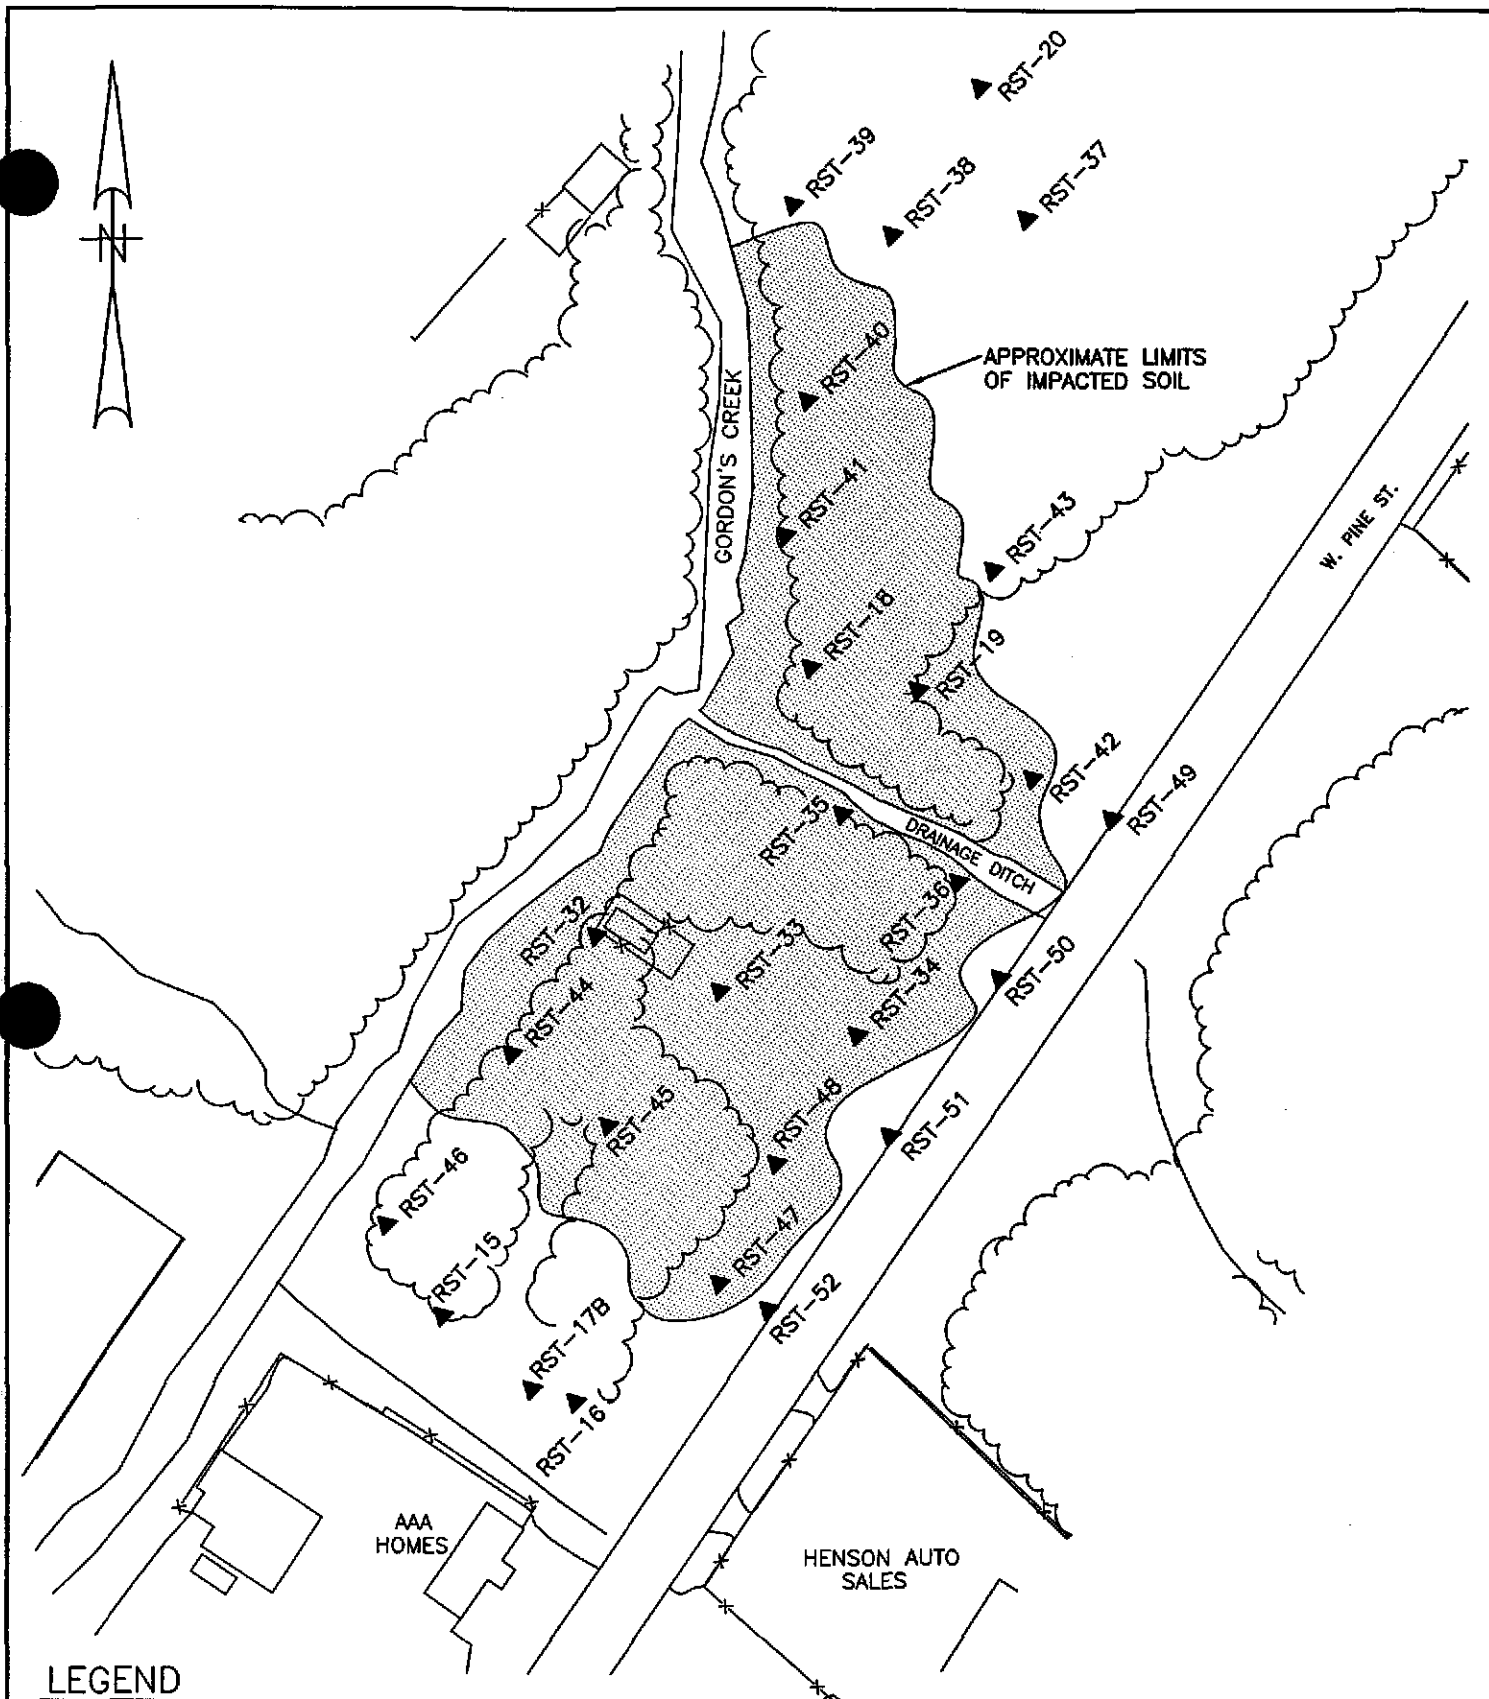 RST-20
RST-39
RST-38
RST-37
N
RST-40
APPROXIMATE LIMITS
OF IMPACTED SOIL
GORDON'S CREEK
RST-41
RST-43
W. PINE ST.
RST-18
RST-19
RST-42
RST-49
RST-35
DRAINAGE DITCH
RST-36
RST-32
RST-33
RST-50
RST-34
RST-44
RST-48
RST-45
RST-51
RST-46
RST-15
RST-47
RST-17B
RST-52
RST-16
AAA
HOMES
HENSON AUTO
SALES
LEGEND